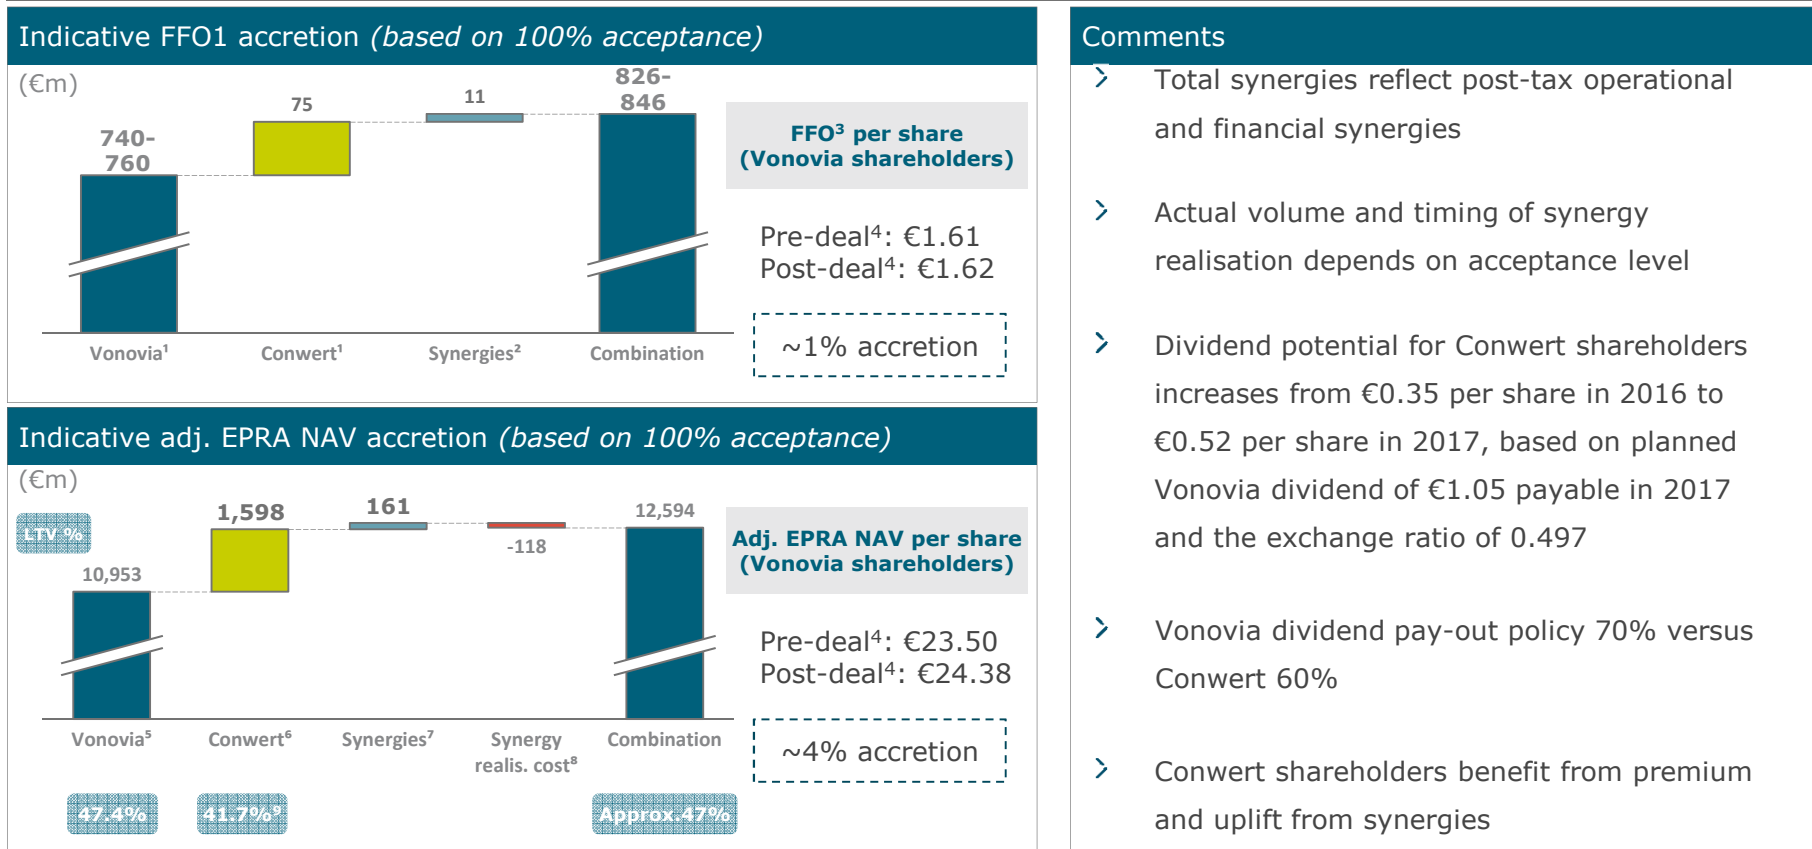 Indicative FFO1 accretion (based on 100% acceptance)
(€m)
740-
760
75
11
826-
846
Vonovia¹
Conwert¹
Synergies²
Combination
FFO³ per share
(Vonovia shareholders)
Pre-deal⁴: €1.61
Post-deal⁴: €1.62
~1% accretion
Indicative adj. EPRA NAV accretion (based on 100% acceptance)
(€m)
LTV %
10,953
1,598
161
-118
12,594
Vonovia⁵
Conwert⁶
Synergies⁷
Synergy
realis. cost⁸
Combination
47.4%
41.7%⁹
Approx.47%
Adj. EPRA NAV per share
(Vonovia shareholders)
Pre-deal⁴: €23.50
Post-deal⁴: €24.38
~4% accretion
Comments
Total synergies reflect post-tax operational
and financial synergies
Actual volume and timing of synergy
realisation depends on acceptance level
Dividend potential for Conwert shareholders
increases from €0.35 per share in 2016 to
€0.52 per share in 2017, based on planned
Vonovia dividend of €1.05 payable in 2017
and the exchange ratio of 0.497
Vonovia dividend pay-out policy 70% versus
Conwert 60%
Conwert shareholders benefit from premium
and uplift from synergies